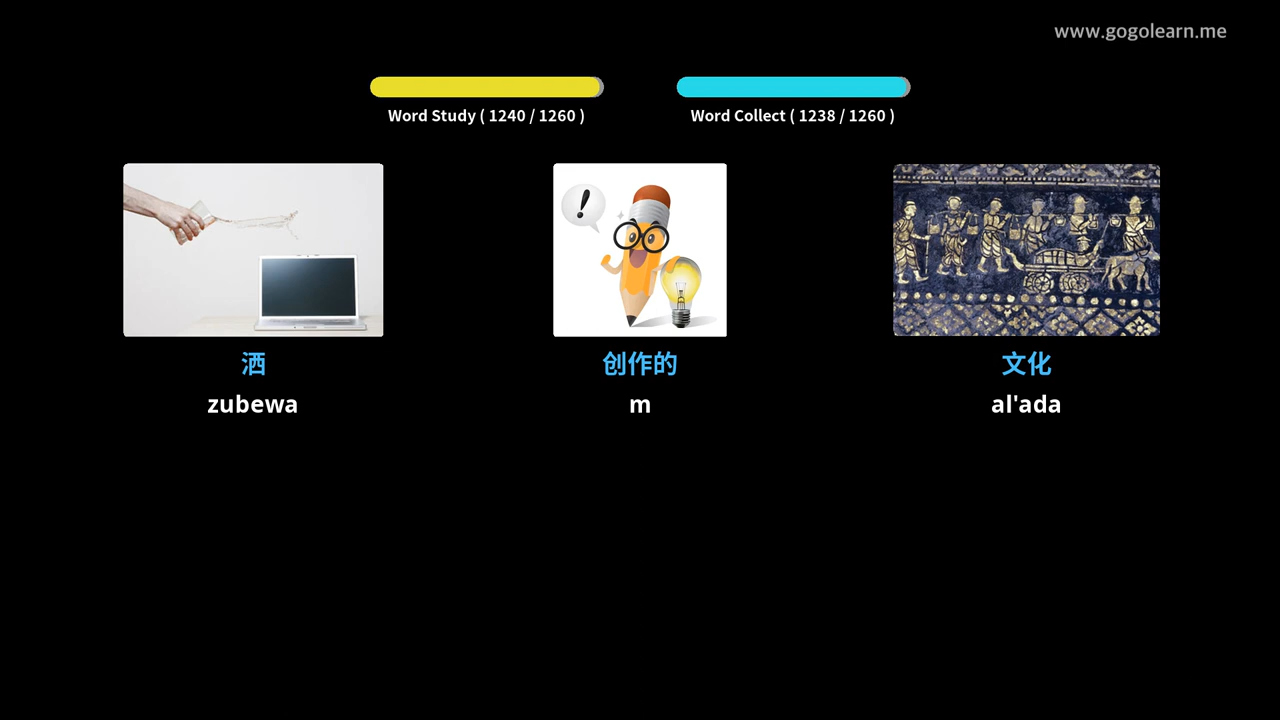 www.gogolearn.me
Word Study ( 1240 / 1260 )
Word Collect ( 1238 / 1260 )
洒
创作的
文化
zubewa
m
al'ada